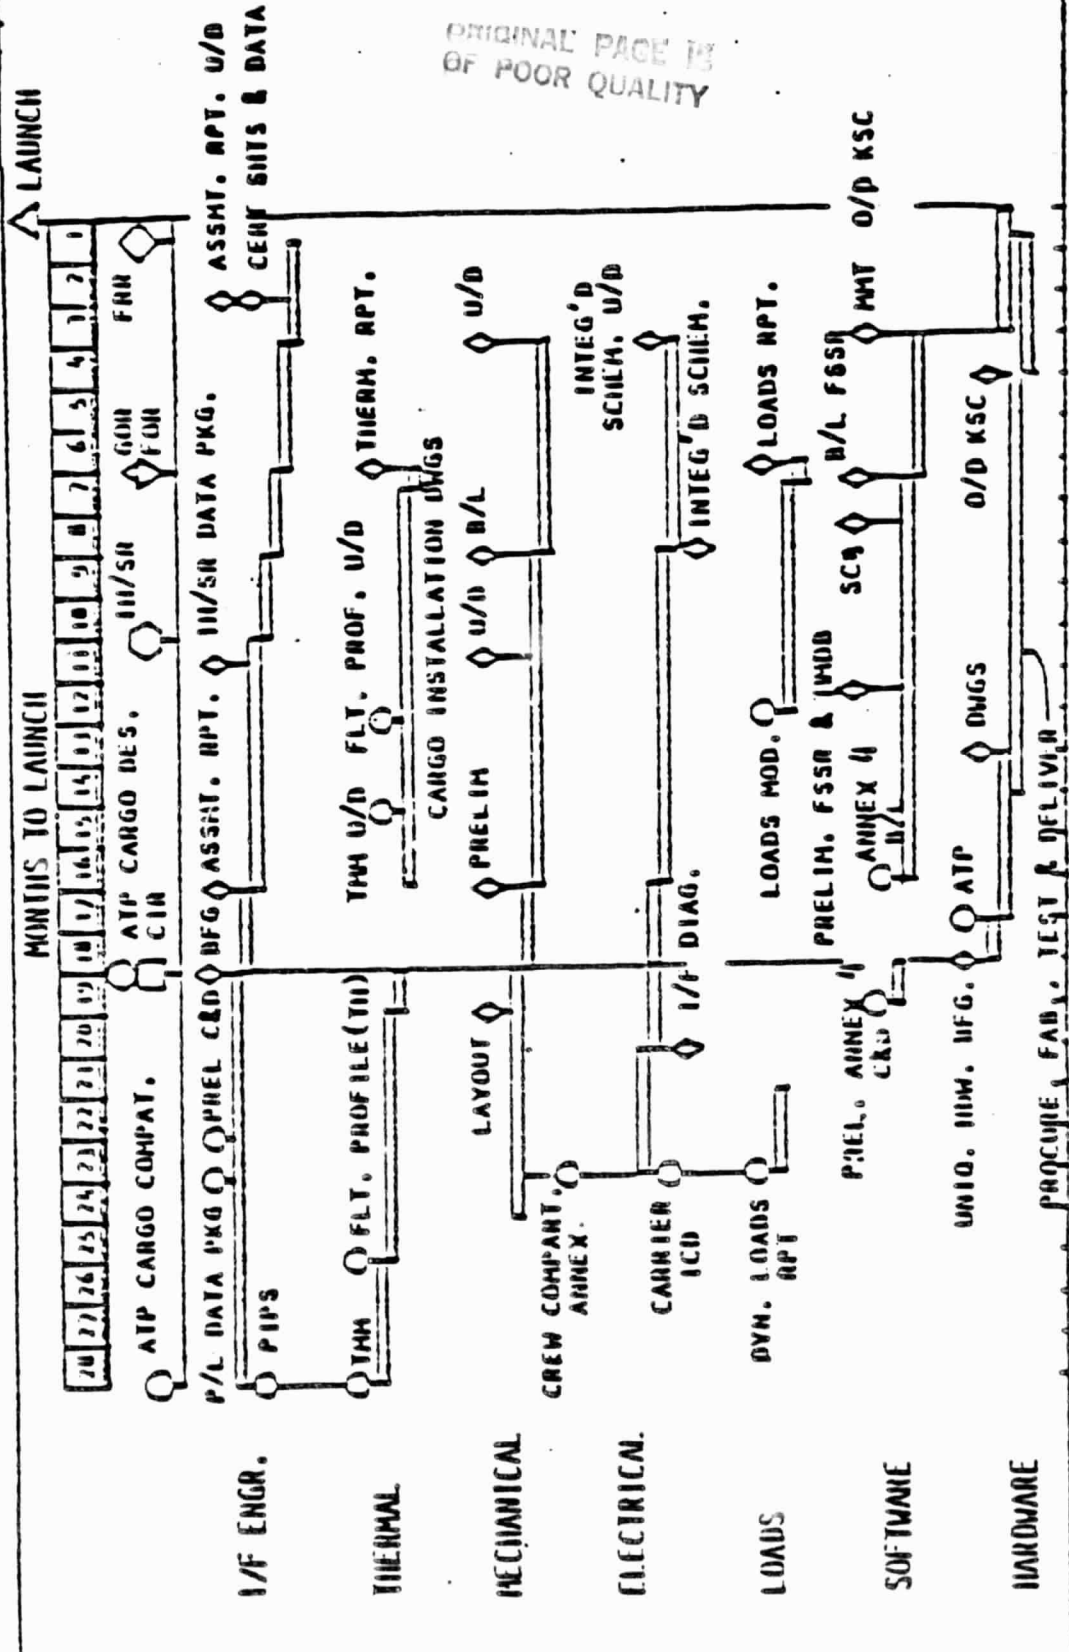 ORIGINAL PAGE IS
OF POOR QUALITY
MONTHS TO LAUNCH
LAUNCH
28 27 26 25 24 23 22 21 20 19 18 17 16 15 14 13 12 11 10 9 8 7 6 5 4 3 2 1
ATP CARGO COMPAT.
ATP CARGO DES.
CIR
IH/SR
GOR
FOR
FRR
I/F ENGR.
P/L DATA PKG
PREL C&D
DFG
ASSMT. RPT.
IH/SR DATA PKG.
ASSMT. RPT. U/D
CERT SHTS & DATA
PIPS
THERMAL
TMM
FLT. PROFILE(TH)
TMM U/D
FLT. PROF. U/D
THERM. RPT.
CARGO INSTALLATION DWGS
MECHANICAL
LAYOUT
PRELIM
U/D
B/L
U/D
CREW COMPART.
ANNEX.
INTEG'D
SCHEM. U/D
ELECTRICAL
CARRIER
ICD
I/F DIAG.
INTEG'D SCHEM.
LOADS
DYN. LOADS
RPT
LOADS MOD.
LOADS RPT.
SOFTWARE
PREL. ANNEX 4
C&D
PRELIM. FSSR &
ANNEX 4
B/L
B/L FSSR
MMT
O/D KSC
HARDWARE
UNIQ. HDW. DFG.
ATP
DWGS
O/D KSC
PROCURE, FAB, TEST & DELIVER